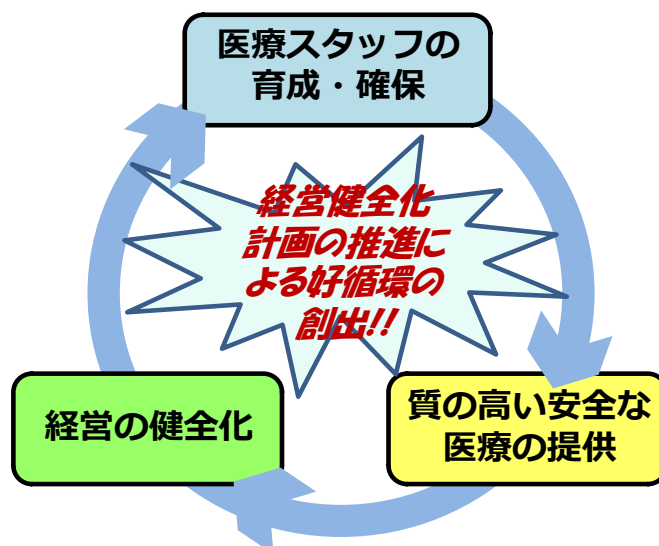 医療スタッフの
育成・確保
経営健全化
計画の推進に
よる好循環の
創出!!
経営の健全化
質の高い安全な
医療の提供